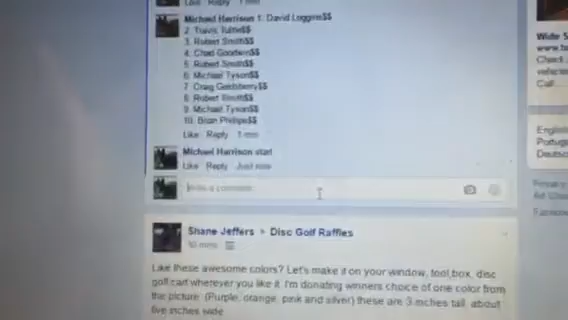 Like Reply 1 min
Michael Harrison 1. David Loggins$$
2. Travis $$
3. Robert Smith$$
4. Chad Goodwin$$
5. Robert Smith$$
6. Michael Tyson$$
7. Craig Goldsberry$$
8. Robert Smith$$
9. Michael Tyson$$
10. Brian Phillips$$
Like Reply 1 min
Michael Harrison start
Like Reply Just now
Write a comment...
Shane Jeffers ▸ Disc Golf Raffles
10 mins
Like these awesome colors? Let's make it on your window, tool box, disc
golf cart wherever you like it. I'm donating winners choice of one color from
the picture. (Purple, orange, pink and silver) these are 3 inches tall about
five inches wide
Wide S
www.
Check
Call
English
Portug
Deutsc
Privacy